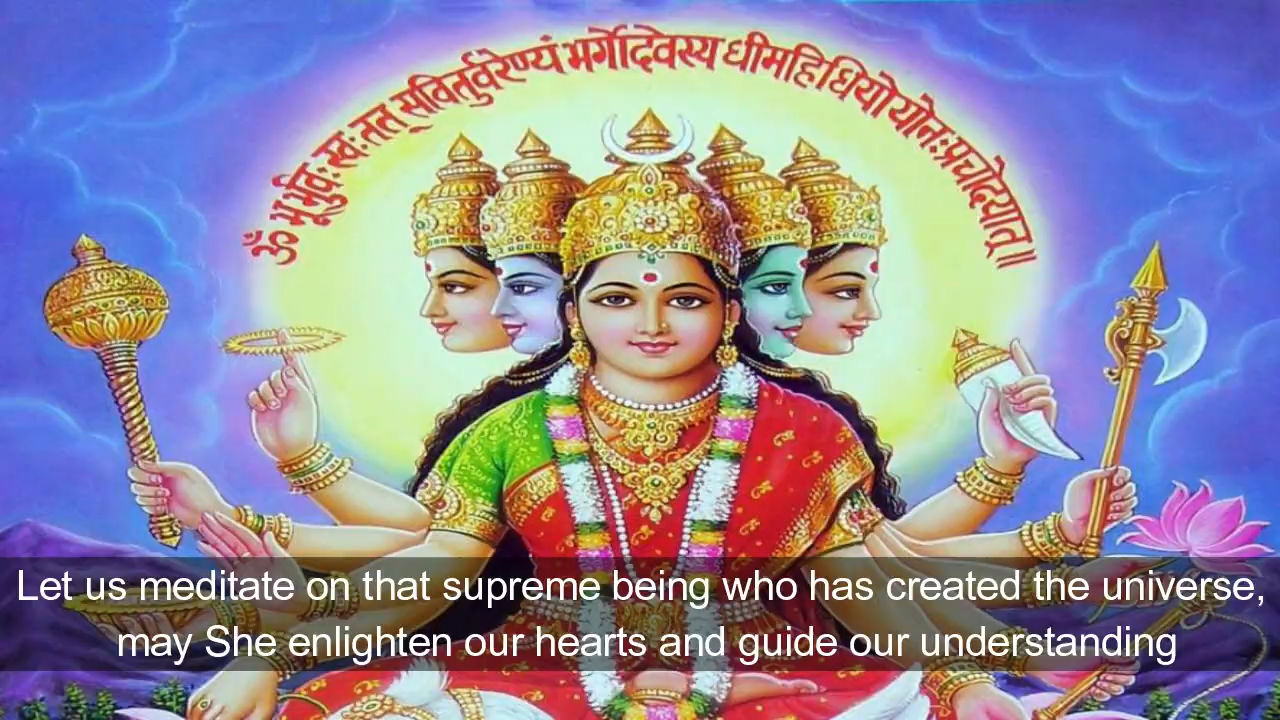 ॐ भूर्भुवः स्वः तत् सवितुर्वरेण्यं भर्गोदेवस्य धीमहि धियो योनः प्रचोदयात् ॥
Let us meditate on that supreme being who has created the universe,
may She enlighten our hearts and guide our understanding